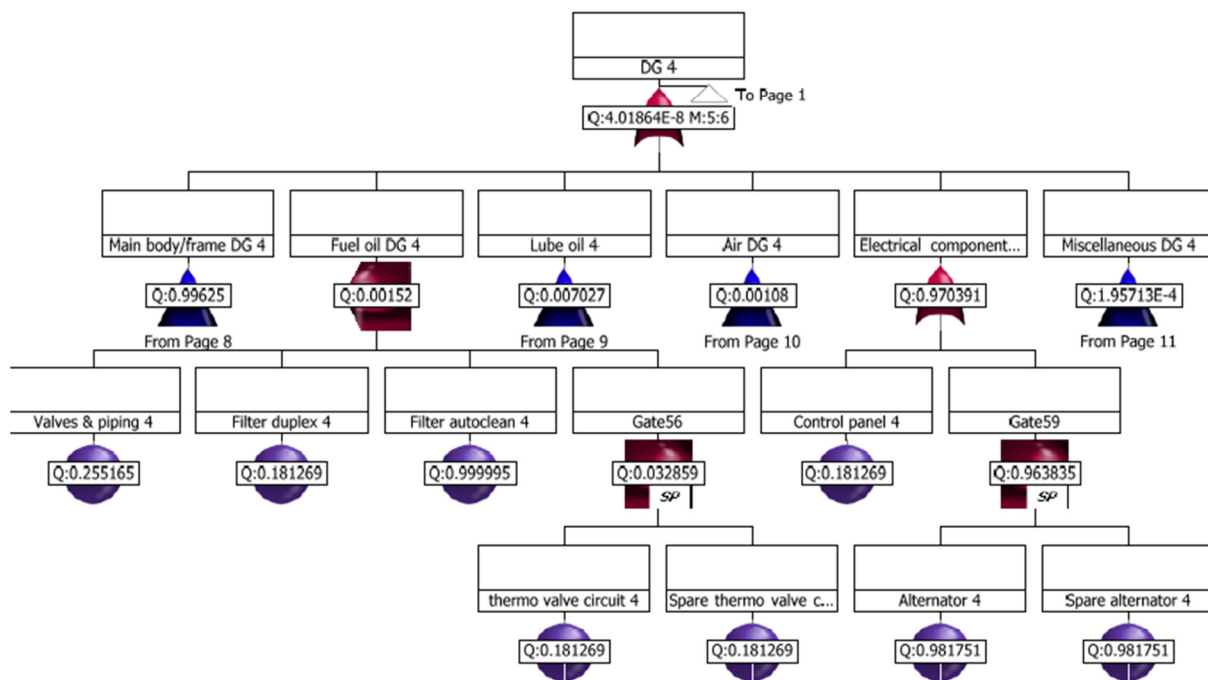 DG 4
To Page 1
Q:4.01864E-8 M:5:6
Main body/frame DG 4
Fuel oil DG 4
Lube oil 4
Air DG 4
Electrical component...
Miscellaneous DG 4
Q:0.99625
Q:0.00152
Q:0.007027
Q:0.00108
Q:0.970391
Q:1.95713E-4
From Page 8
From Page 9
From Page 10
From Page 11
Valves & piping 4
Filter duplex 4
Filter autoclean 4
Gate56
Control panel 4
Gate59
Q:0.255165
Q:0.181269
Q:0.999995
Q:0.032859
Q:0.181269
Q:0.963835
SP
SP
thermo valve circuit 4
Spare thermo valve c...
Alternator 4
Spare alternator 4
Q:0.181269
Q:0.181269
Q:0.981751
Q:0.981751